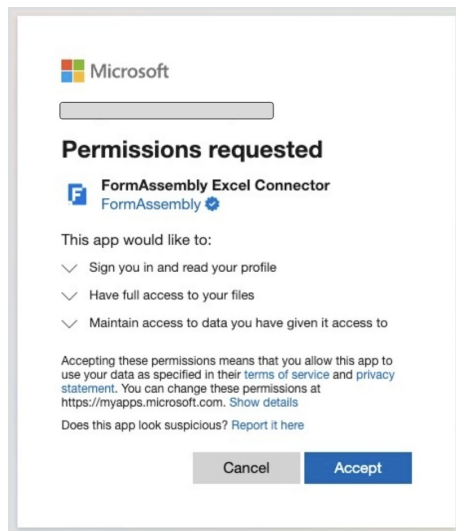 Microsoft
Permissions requested
FormAssembly Excel Connector
FormAssembly
This app would like to:
Sign you in and read your profile
Have full access to your files
Maintain access to data you have given it access to
Accepting these permissions means that you allow this app to
use your data as specified in their terms of service and privacy
statement. You can change these permissions at
https://myapps.microsoft.com. Show details
Does this app look suspicious? Report it here
Cancel Accept